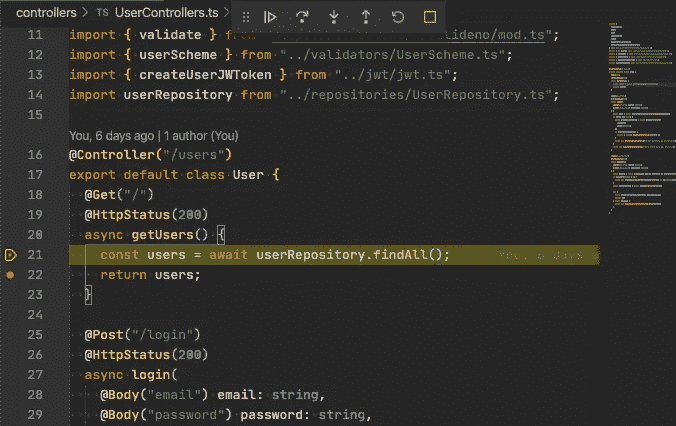 controllers > TS UserControllers.ts >
11 import { validate } from lideno/mod.ts";
12 import { userScheme } from "../validators/UserScheme.ts";
13 import { createUserJWToken } from "../jwt/jwt.ts";
14 import userRepository from "../repositories/UserRepository.ts";
15
You, 6 days ago | 1 author (You)
16 @Controller("/users")
17 export default class User {
18 @Get("/")
19 @HttpStatus(200)
20 async getUsers() {
21 const users = await userRepository.findAll(); You, 6 days
22 return users;
23 }
24
25 @Post("/login")
26 @HttpStatus(200)
27 async login(
28 @Body("email") email: string,
29 @Body("password") password: string,